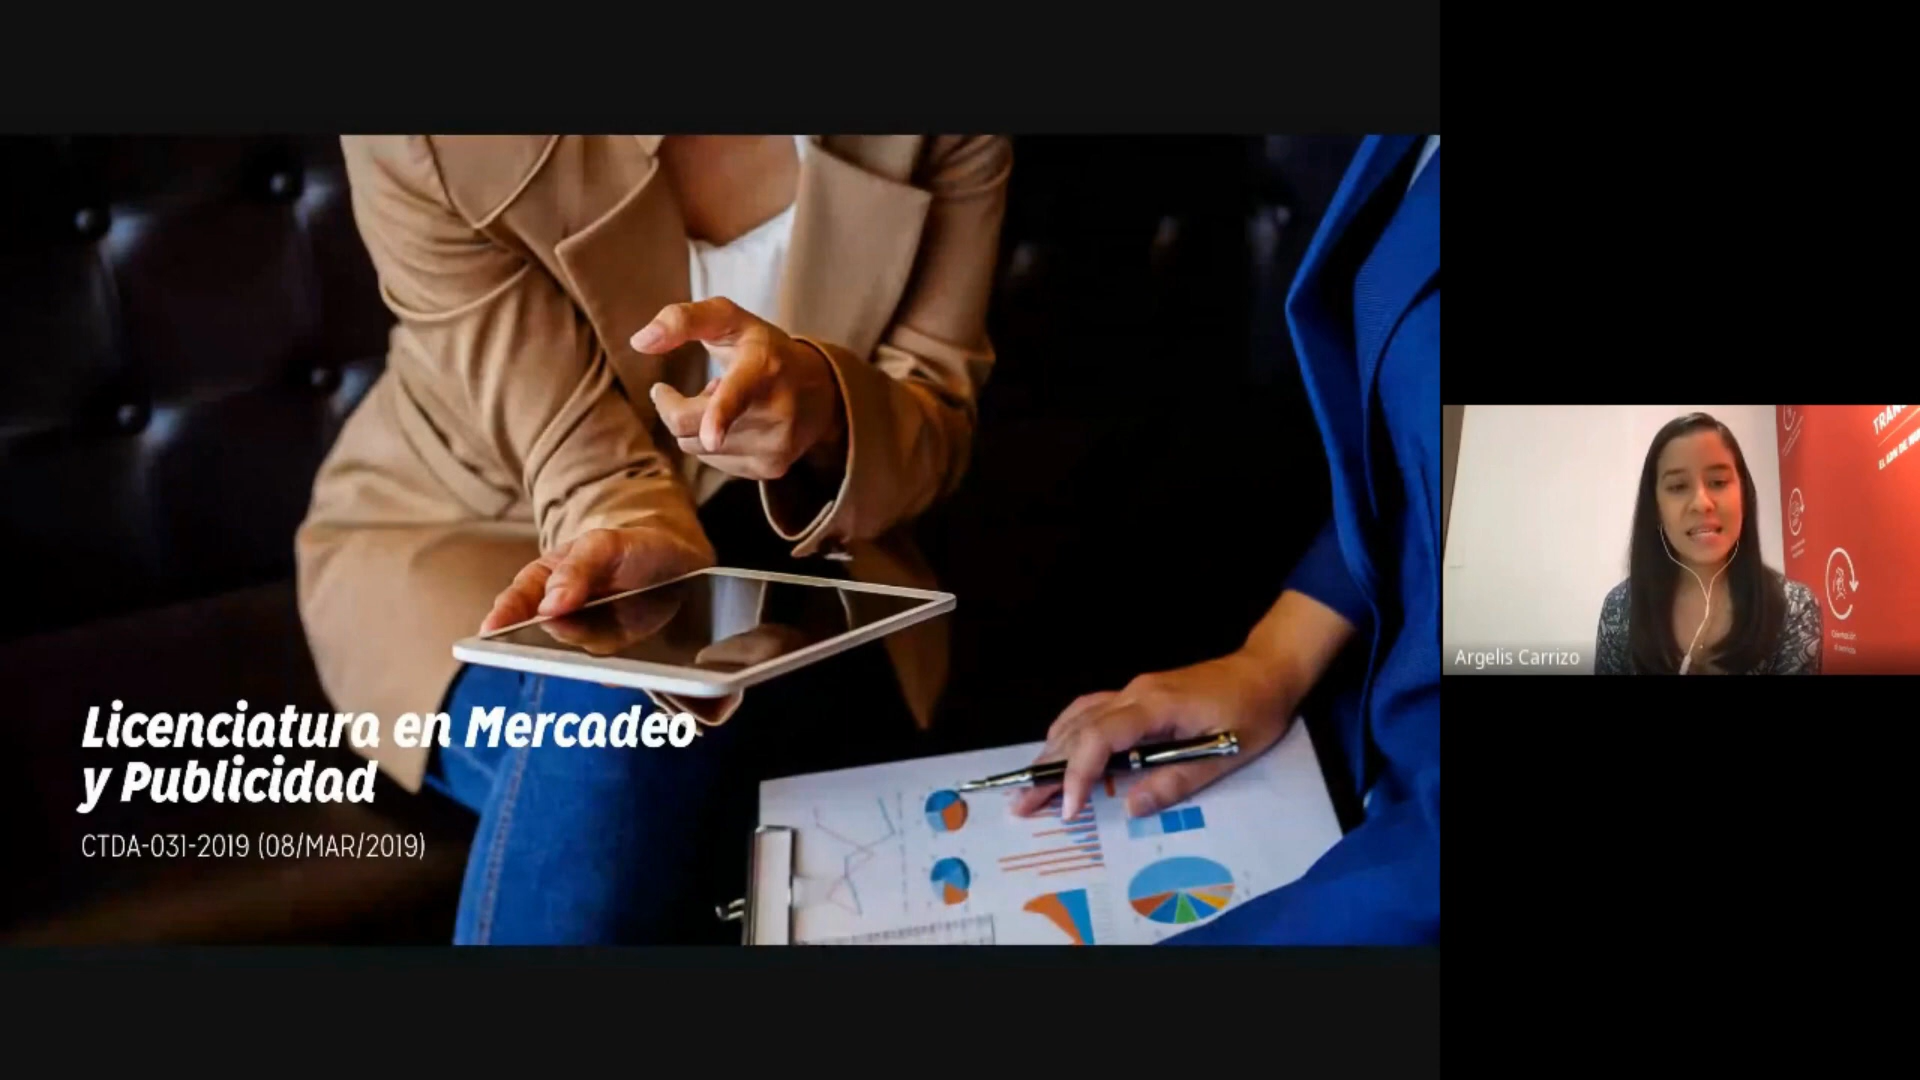 Licenciatura en Mercadeo
y Publicidad
CTDA-031-2019 (08/MAR/2019)
Argelis Carrizo